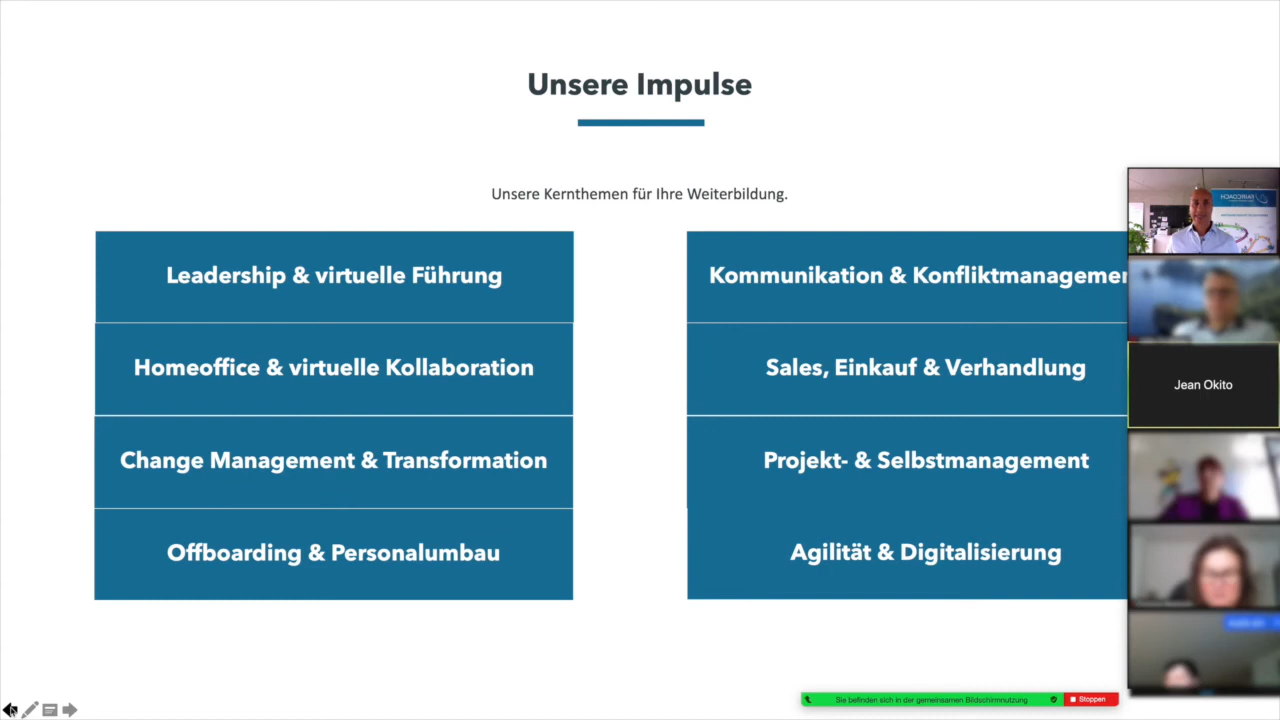 Unsere Impulse
Unsere Kernthemen für Ihre Weiterbildung.
Leadership & virtuelle Führung
Homeoffice & virtuelle Kollaboration
Change Management & Transformation
Offboarding & Personalumbau
Kommunikation & Konfliktmanagemen
Sales, Einkauf & Verhandlung
Projekt- & Selbstmanagement
Agilität & Digitalisierung
FAIRCOACH
Jean Okito
Sie befinden sich in der gemeinsamen Bildschirmnutzung
Stoppen